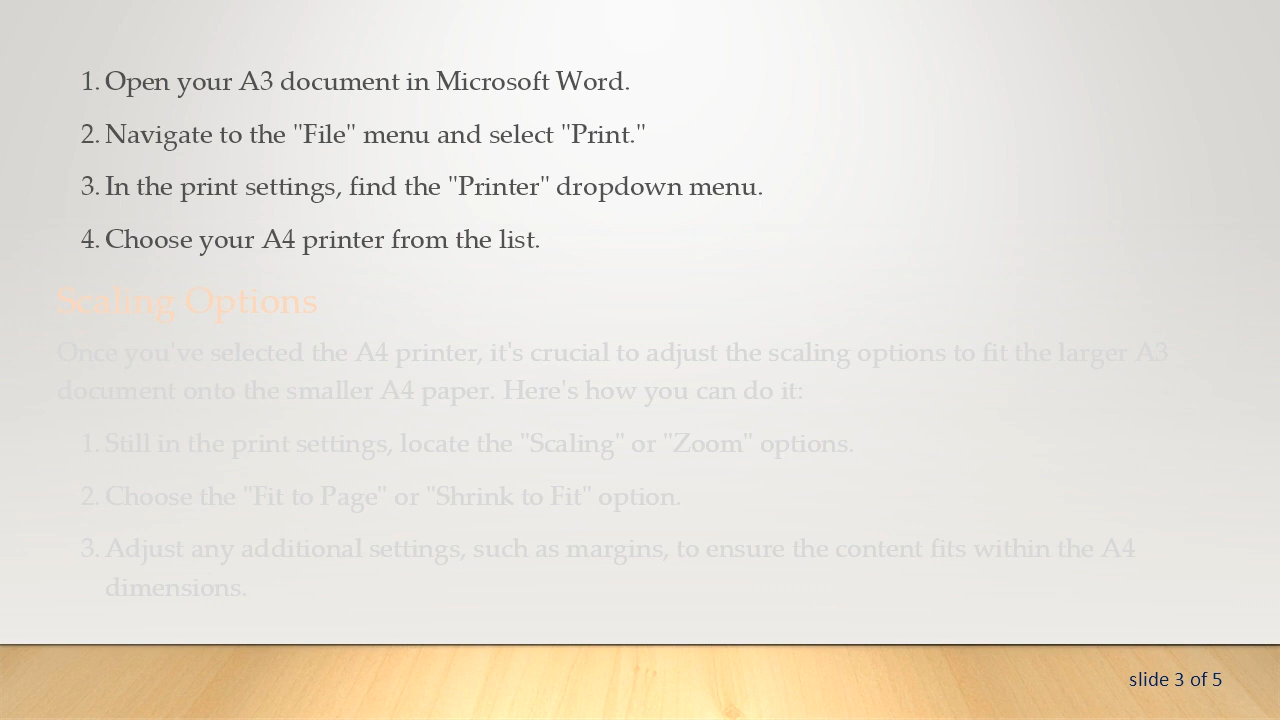 1. Open your A3 document in Microsoft Word.
2. Navigate to the "File" menu and select "Print."
3. In the print settings, find the "Printer" dropdown menu.
4. Choose your A4 printer from the list.
Scaling Options
Once you've selected the A4 printer, it's crucial to adjust the scaling options to fit the larger A3
document onto the smaller A4 paper. Here's how you can do it:
1. Still in the print settings, locate the "Scaling" or "Zoom" options.
2. Choose the "Fit to Page" or "Shrink to Fit" option.
3. Adjust any additional settings, such as margins, to ensure the content fits within the A4
dimensions.
slide 3 of 5